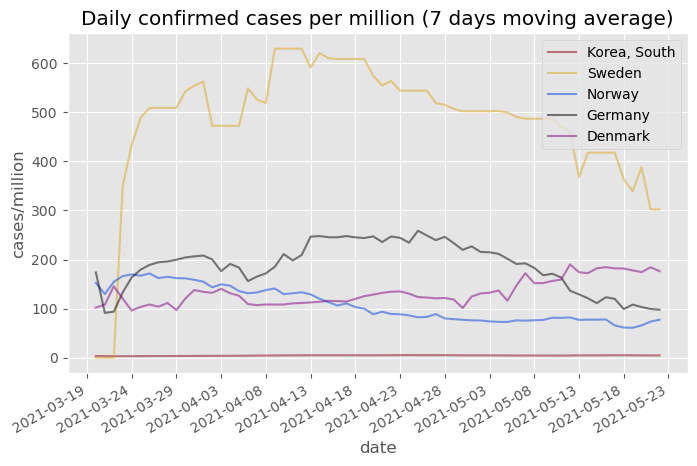 Daily confirmed cases per million (7 days moving average)
Korea, South
Sweden
Norway
Germany
Denmark
cases/million
600
500
400
300
200
100
0
2021-03-19
2021-03-24
2021-03-29
2021-04-03
2021-04-08
2021-04-13
2021-04-18
2021-04-23
2021-04-28
2021-05-03
2021-05-08
2021-05-13
2021-05-18
2021-05-23
date